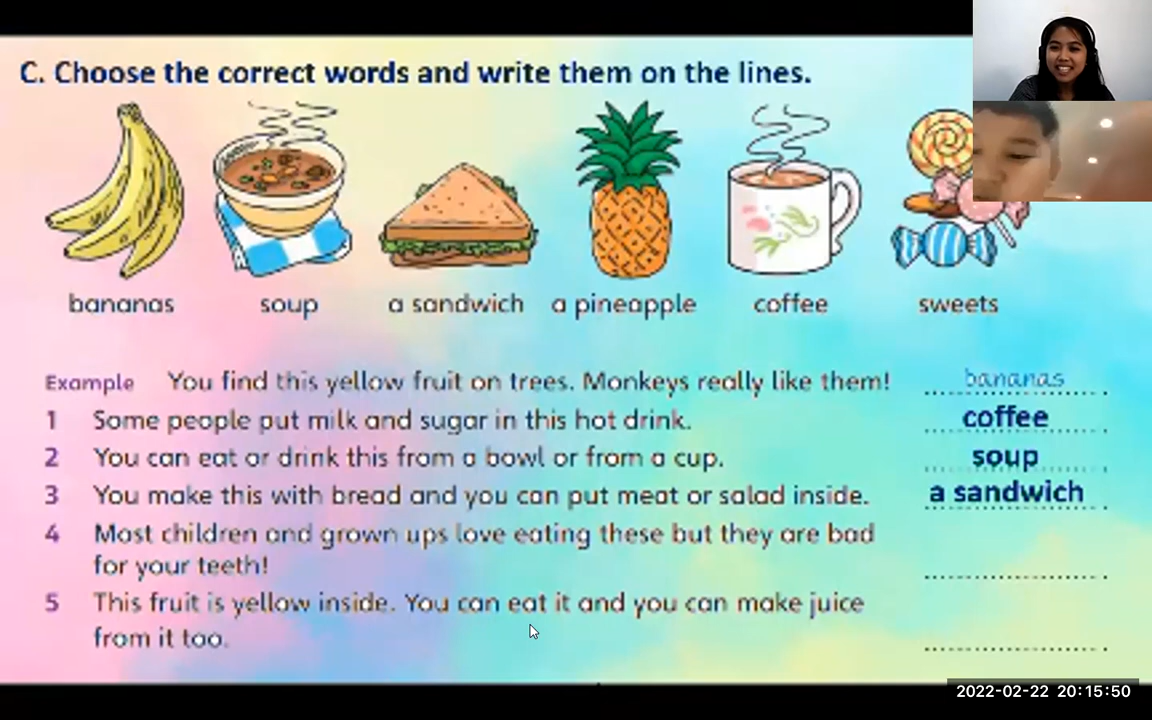 C. Choose the correct words and write them on the lines.
bananas soup a sandwich a pineapple coffee sweets
Example You find this yellow fruit on trees. Monkeys really like them! bananas
1 Some people put milk and sugar in this hot drink. coffee
2 You can eat or drink this from a bowl or from a cup. soup
3 You make this with bread and you can put meat or salad inside. a sandwich
4 Most children and grown ups love eating these but they are bad
for your teeth!
5 This fruit is yellow inside. You can eat it and you can make juice
from it too.
2022-02-22 20:15:50